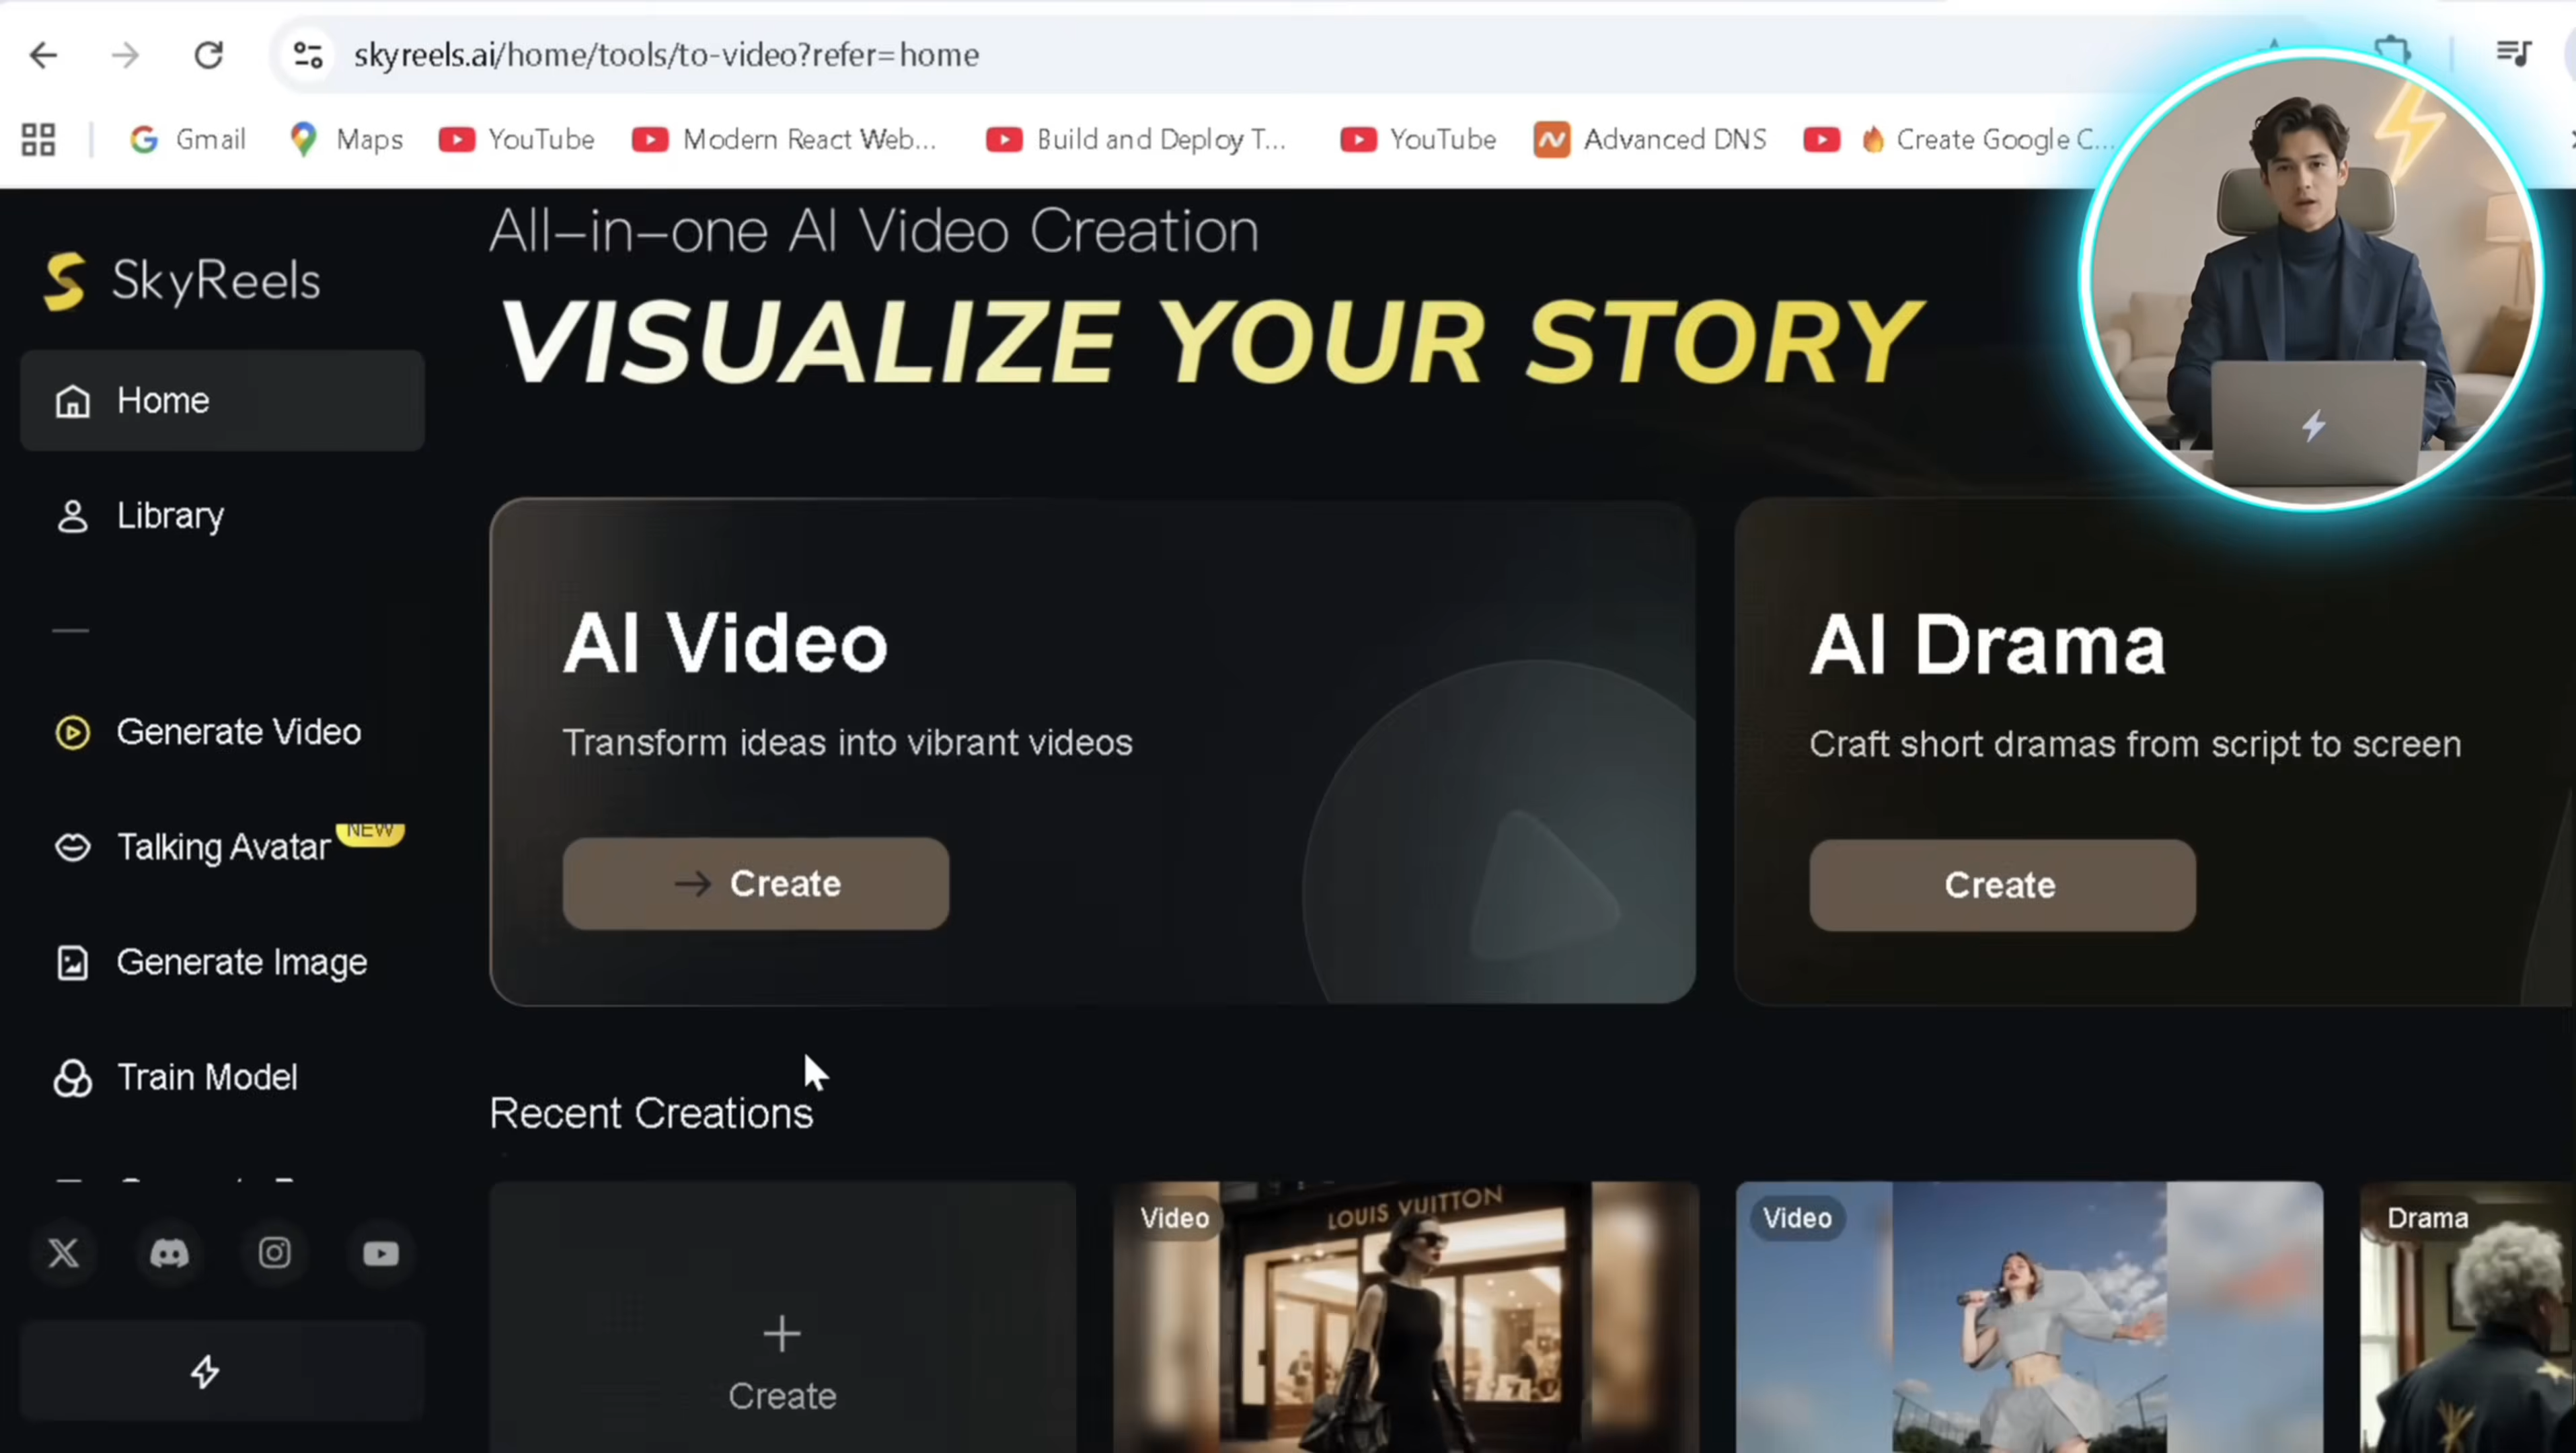 skyreels.ai/home/tools/to-video?refer=home
Gmail
Maps
YouTube
Modern React Web...
Build and Deploy T...
YouTube
Advanced DNS
Create Google C...
SkyReels
Home
Library
Generate Video
Talking Avatar
NEW
Generate Image
Train Model
All-in-one AI Video Creation
VISUALIZE YOUR STORY
AI Video
Transform ideas into vibrant videos
Create
AI Drama
Craft short dramas from script to screen
Create
Recent Creations
Create
Video
LOUIS VUITTON
Video
Drama